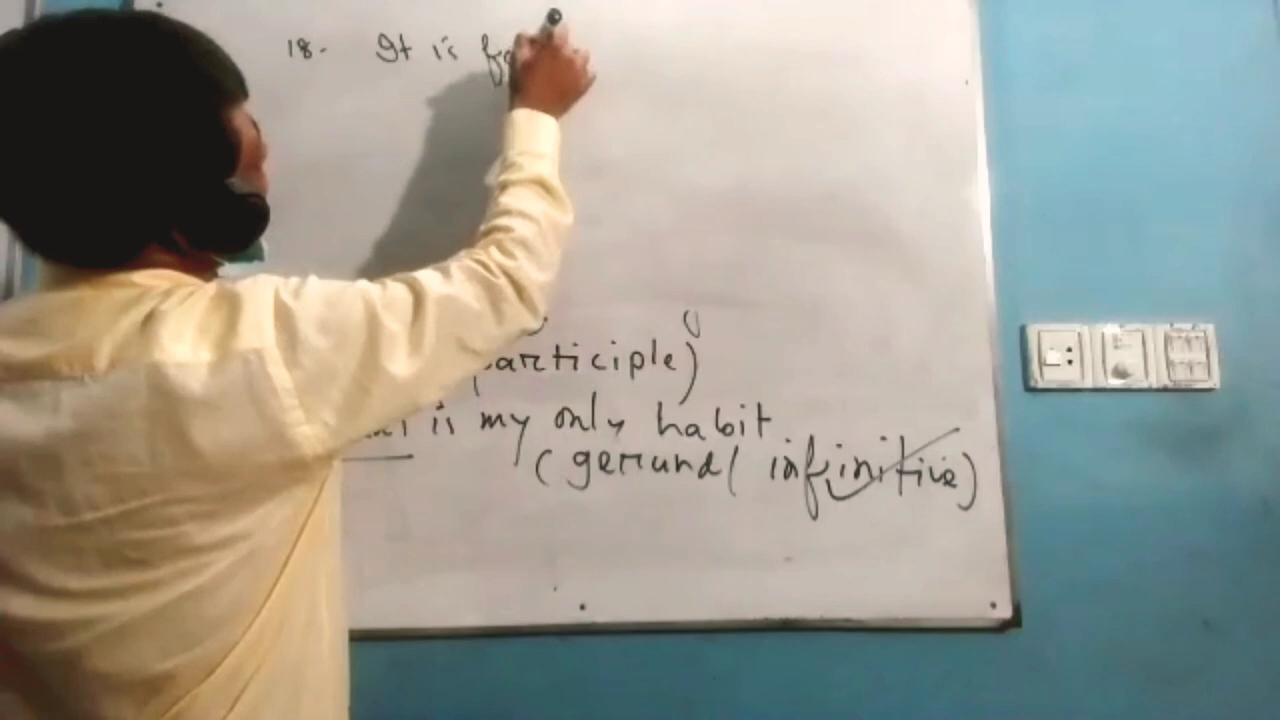 18. It is
participle)
is my only habit
(gerund/ infinitive)